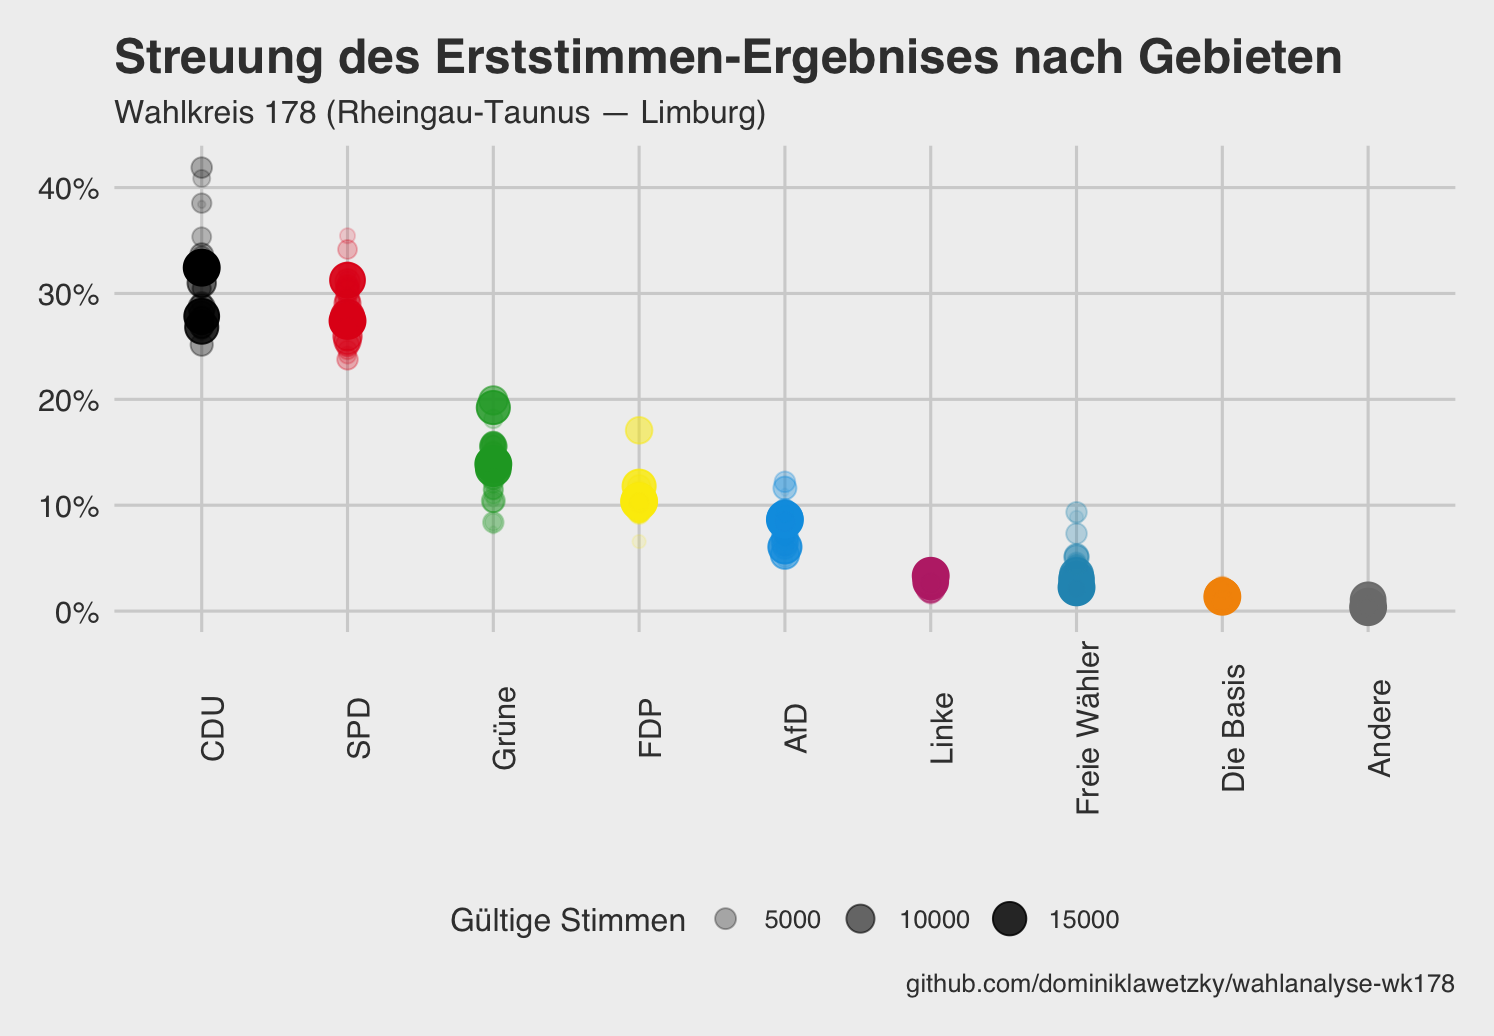 Streuung des Erststimmen-Ergebnises nach Gebieten
Wahlkreis 178 (Rheingau-Taunus — Limburg)
40%
30%
20%
10%
0%
CDU
SPD
Grüne
FDP
AfD
Linke
Freie Wähler
Die Basis
Andere
Gültige Stimmen 5000 10000 15000
github.com/dominiklawetzky/wahlanalyse-wk178